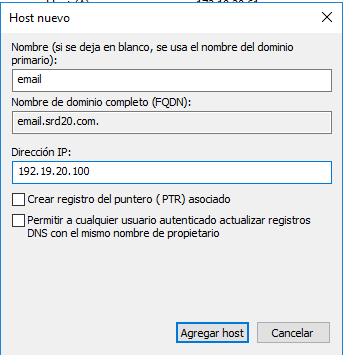 Host nuevo
Nombre (si se deja en blanco, se usa el nombre del dominio
primario):
email
Nombre de dominio completo (FQDN):
email.srd20.com.
Dirección IP:
192.19.20.100
Crear registro del puntero (PTR) asociado
Permitir a cualquier usuario autenticado actualizar registros
DNS con el mismo nombre de propietario
Agregar host
Cancelar